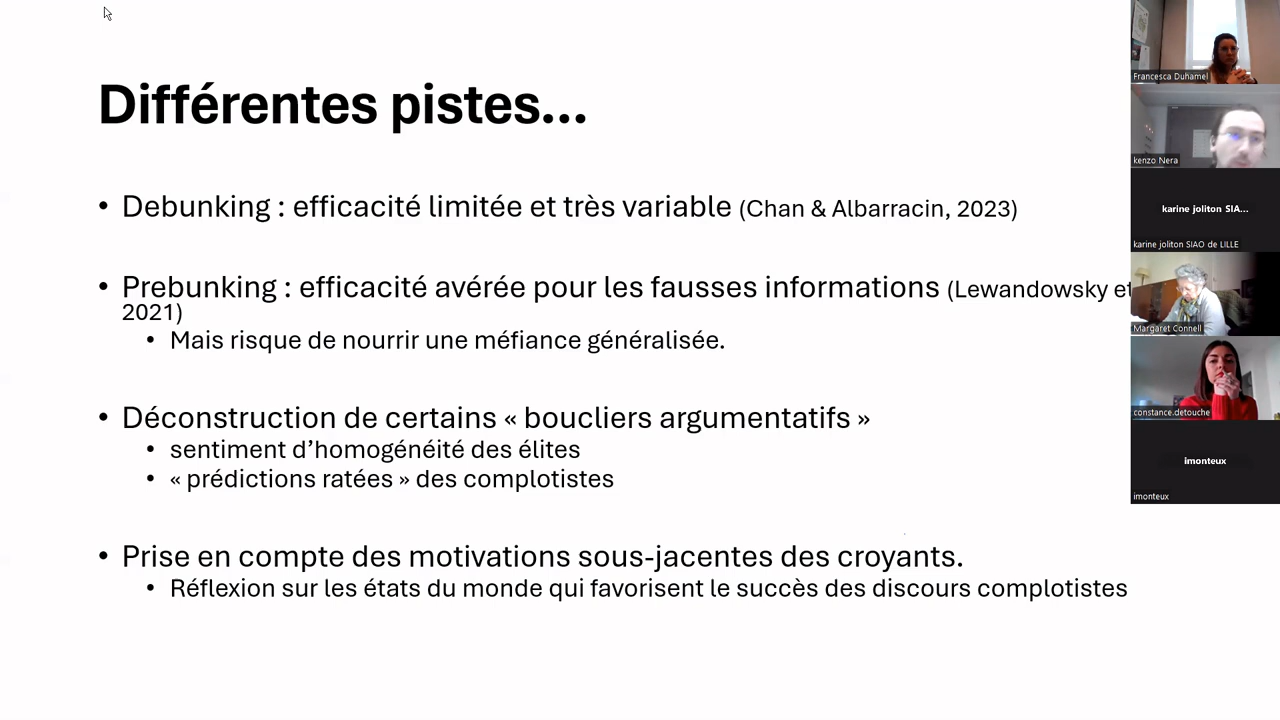 Différentes pistes...
• Debunking : efficacité limitée et très variable (Chan & Albarracin, 2023)
• Prebunking : efficacité avérée pour les fausses informations (Lewandowsky et
2021)
• Mais risque de nourrir une méfiance généralisée.
• Déconstruction de certains « boucliers argumentatifs »
• sentiment d’homogénéité des élites
• « prédictions ratées » des complotistes
• Prise en compte des motivations sous-jacentes des croyants.
• Réflexion sur les états du monde qui favorisent le succès des discours complotistes
Francesca Duhamel
kenzo Nera
karine joliton SIA...
karine joliton SIAO de LILLE
Margaret Connell
constance.detouche
imonteux
imonteux